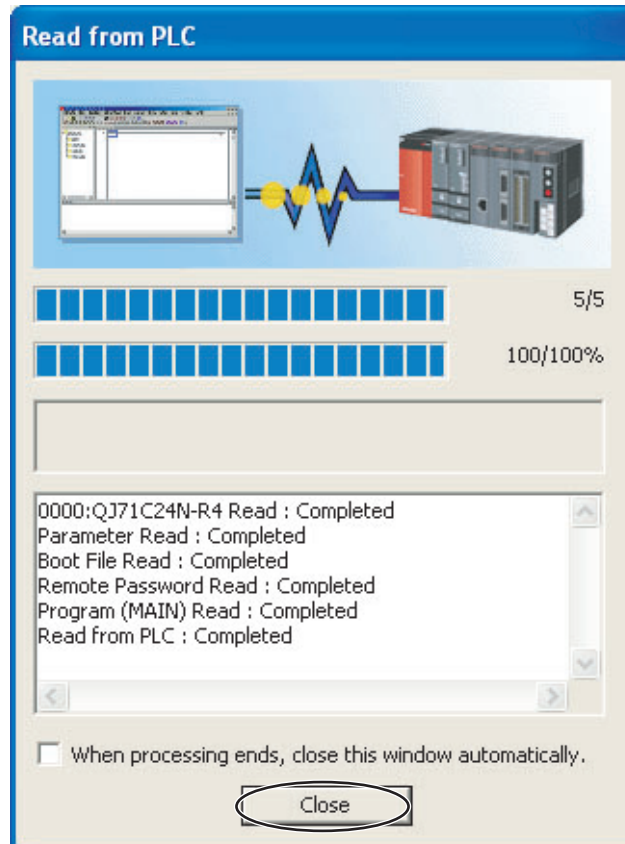 Read from PLC
5/5
100/100%
0000:QJ71C24N-R4 Read : Completed
Parameter Read : Completed
Boot File Read : Completed
Remote Password Read : Completed
Program (MAIN) Read : Completed
Read from PLC : Completed
When processing ends, close this window automatically.
Close